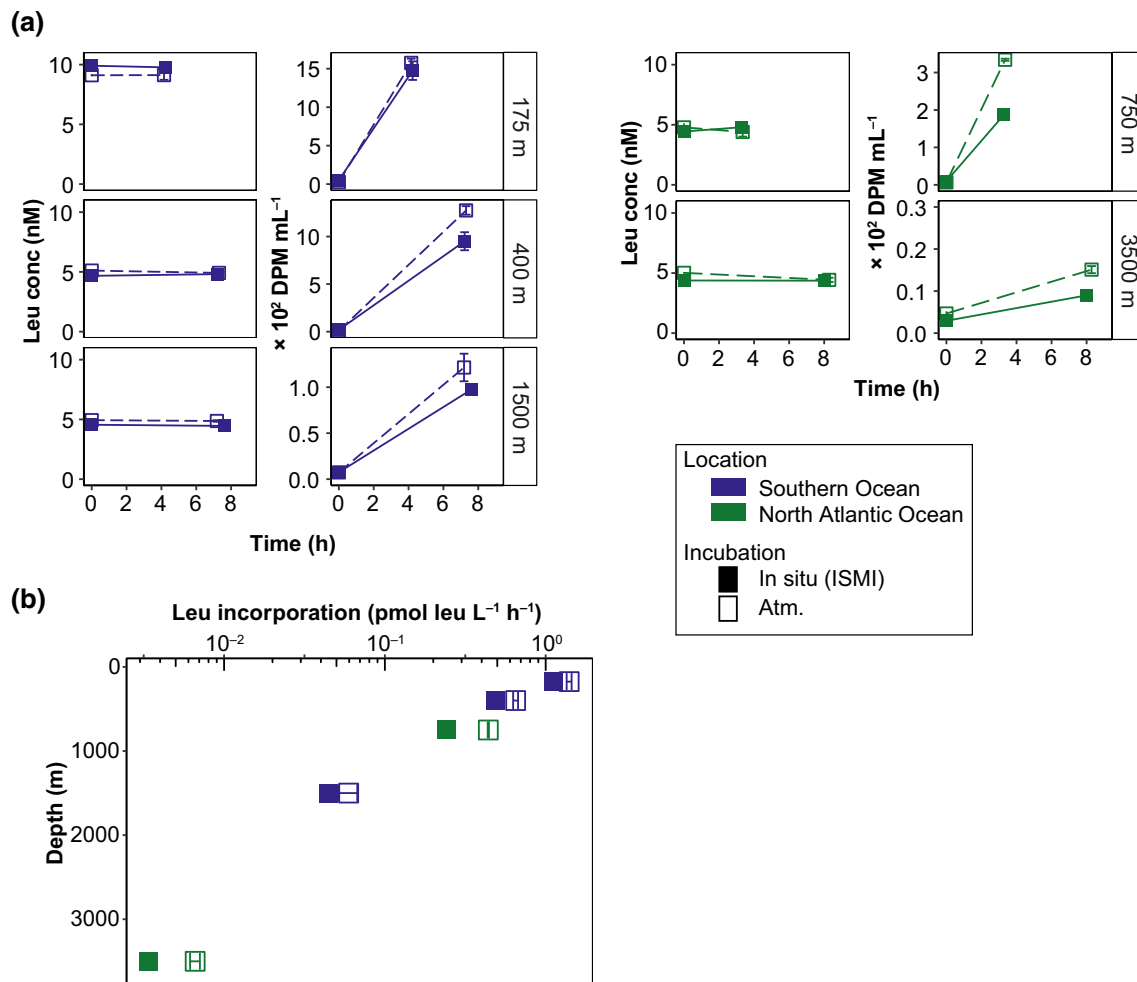 (a)
Leu conc (nM)
10
5
0
10
5
0
10
5
0
0 2 4 6 8
× 10² DPM mL⁻¹
15
10
5
0
175 m
10
5
0
400 m
1.0
0.5
0.0
1500 m
0 2 4 6 8
Time (h)
Leu conc (nM)
10
5
0
10
5
0
0 2 4 6 8
× 10² DPM mL⁻¹
3
2
1
0
750 m
0.3
0.2
0.1
0.0
3500 m
0 2 4 6 8
Time (h)
Location
Southern Ocean
North Atlantic Ocean
Incubation
In situ (ISMI)
Atm.
(b)
Leu incorporation (pmol leu L⁻¹ h⁻¹)
10⁻² 10⁻¹ 10⁰
Depth (m)
0
1000
2000
3000